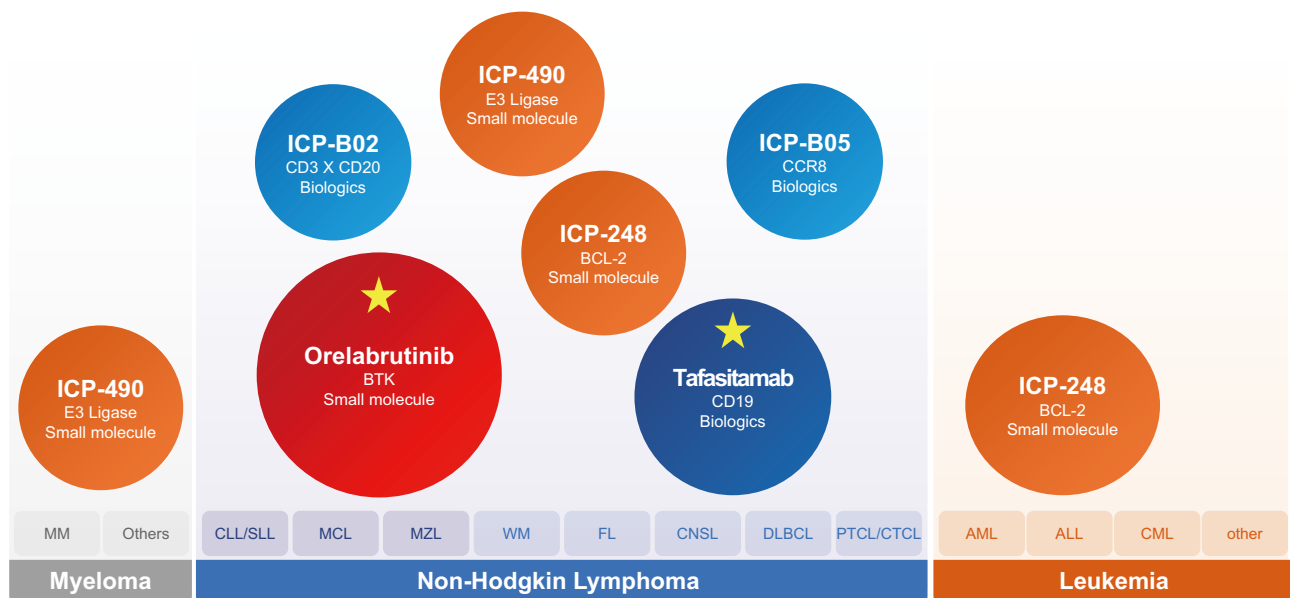 ICP-490
E3 Ligase
Small molecule
ICP-B02
CD3 X CD20
Biologics
ICP-B05
CCR8
Biologics
ICP-248
BCL-2
Small molecule
Orelabrutinib
BTK
Small molecule
Tafasitamab
CD19
Biologics
ICP-490
E3 Ligase
Small molecule
ICP-248
BCL-2
Small molecule
MM
Others
CLL/SLL
MCL
MZL
WM
FL
CNSL
DLBCL
PTCL/CTCL
AML
ALL
CML
other
Myeloma
Non-Hodgkin Lymphoma
Leukemia